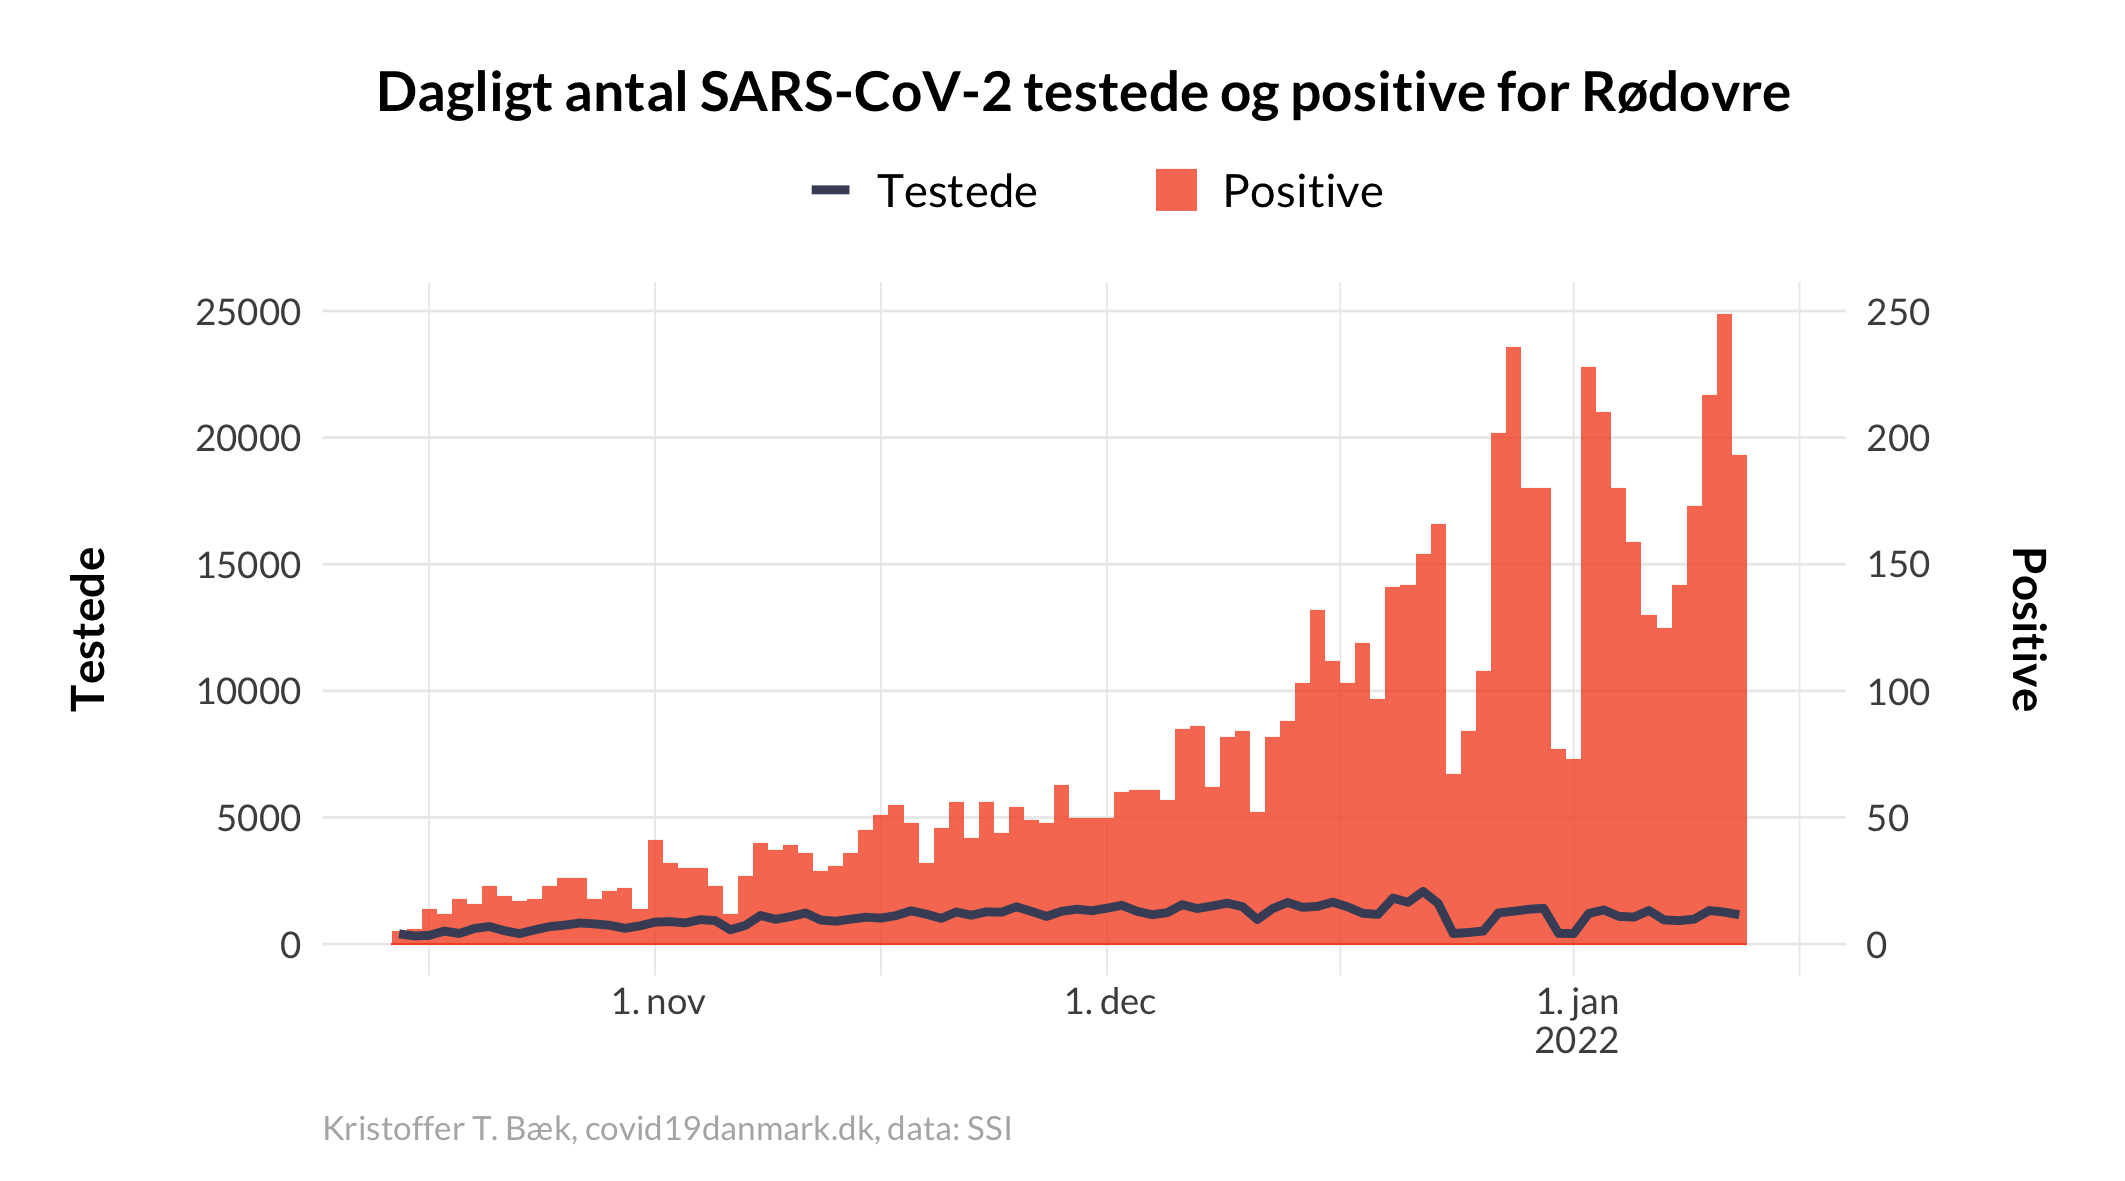 Dagligt antal SARS-CoV-2 testede og positive for Rødovre
Testede
Positive
25000
20000
15000
10000
5000
0
250
200
150
100
50
0
Testede
Positive
1. nov
1. dec
1. jan
2022
Kristoffer T. Bæk, covid19danmark.dk, data: SSI